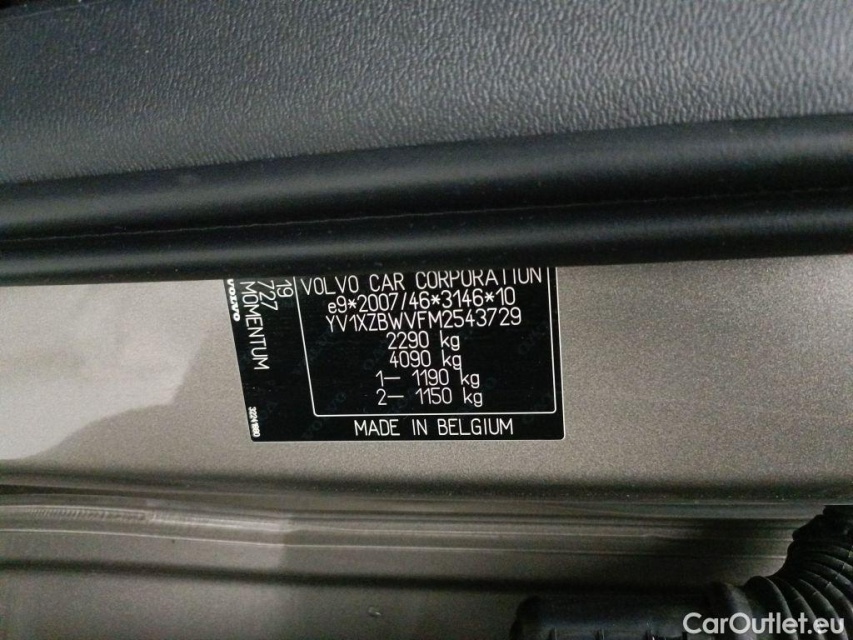 VOLVO CAR CORPORATION
e9*2007/46*3146*10
YV1XZBWVFM2543729
2290 kg
4090 kg
1– 1190 kg
2– 1150 kg
MADE IN BELGIUM
19
727
MOMENTUM
VOLVO
CarOutlet.eu